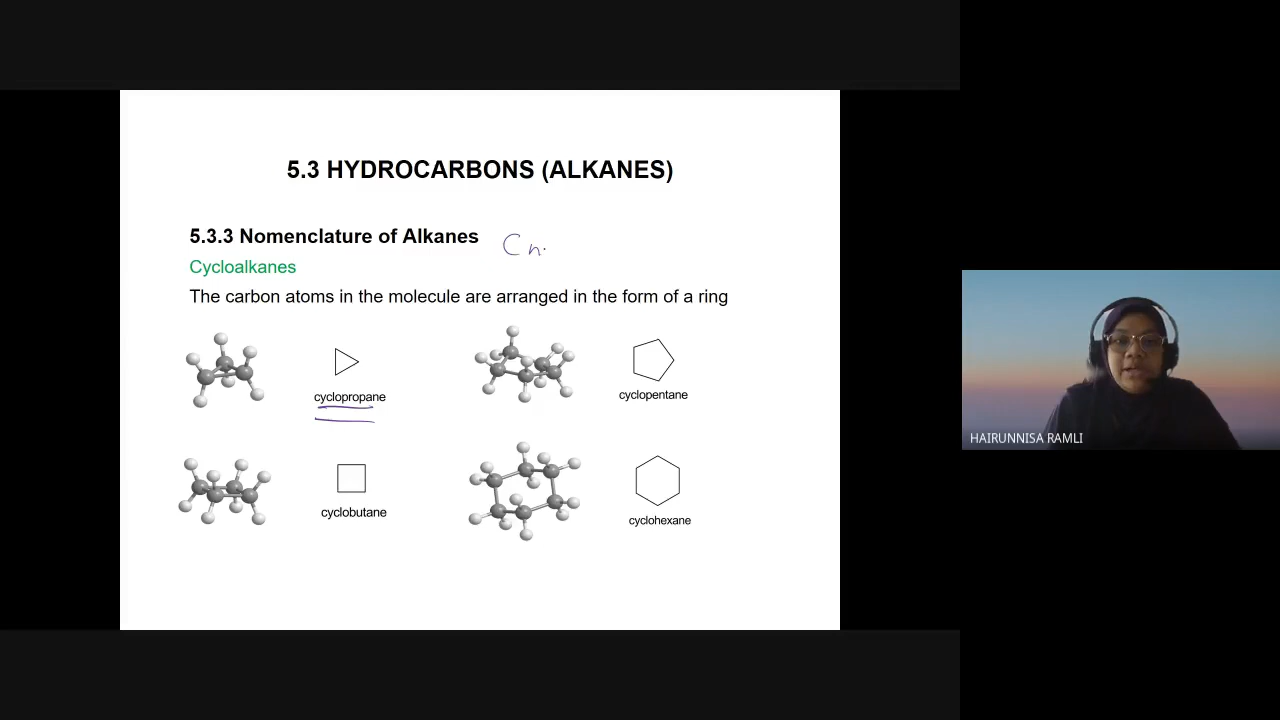 5.3 HYDROCARBONS (ALKANES)
5.3.3 Nomenclature of Alkanes
Cn
Cycloalkanes
The carbon atoms in the molecule are arranged in the form of a ring
cyclopropane
cyclopentane
cyclobutane
cyclohexane
HAIRUNNISA RAMLI